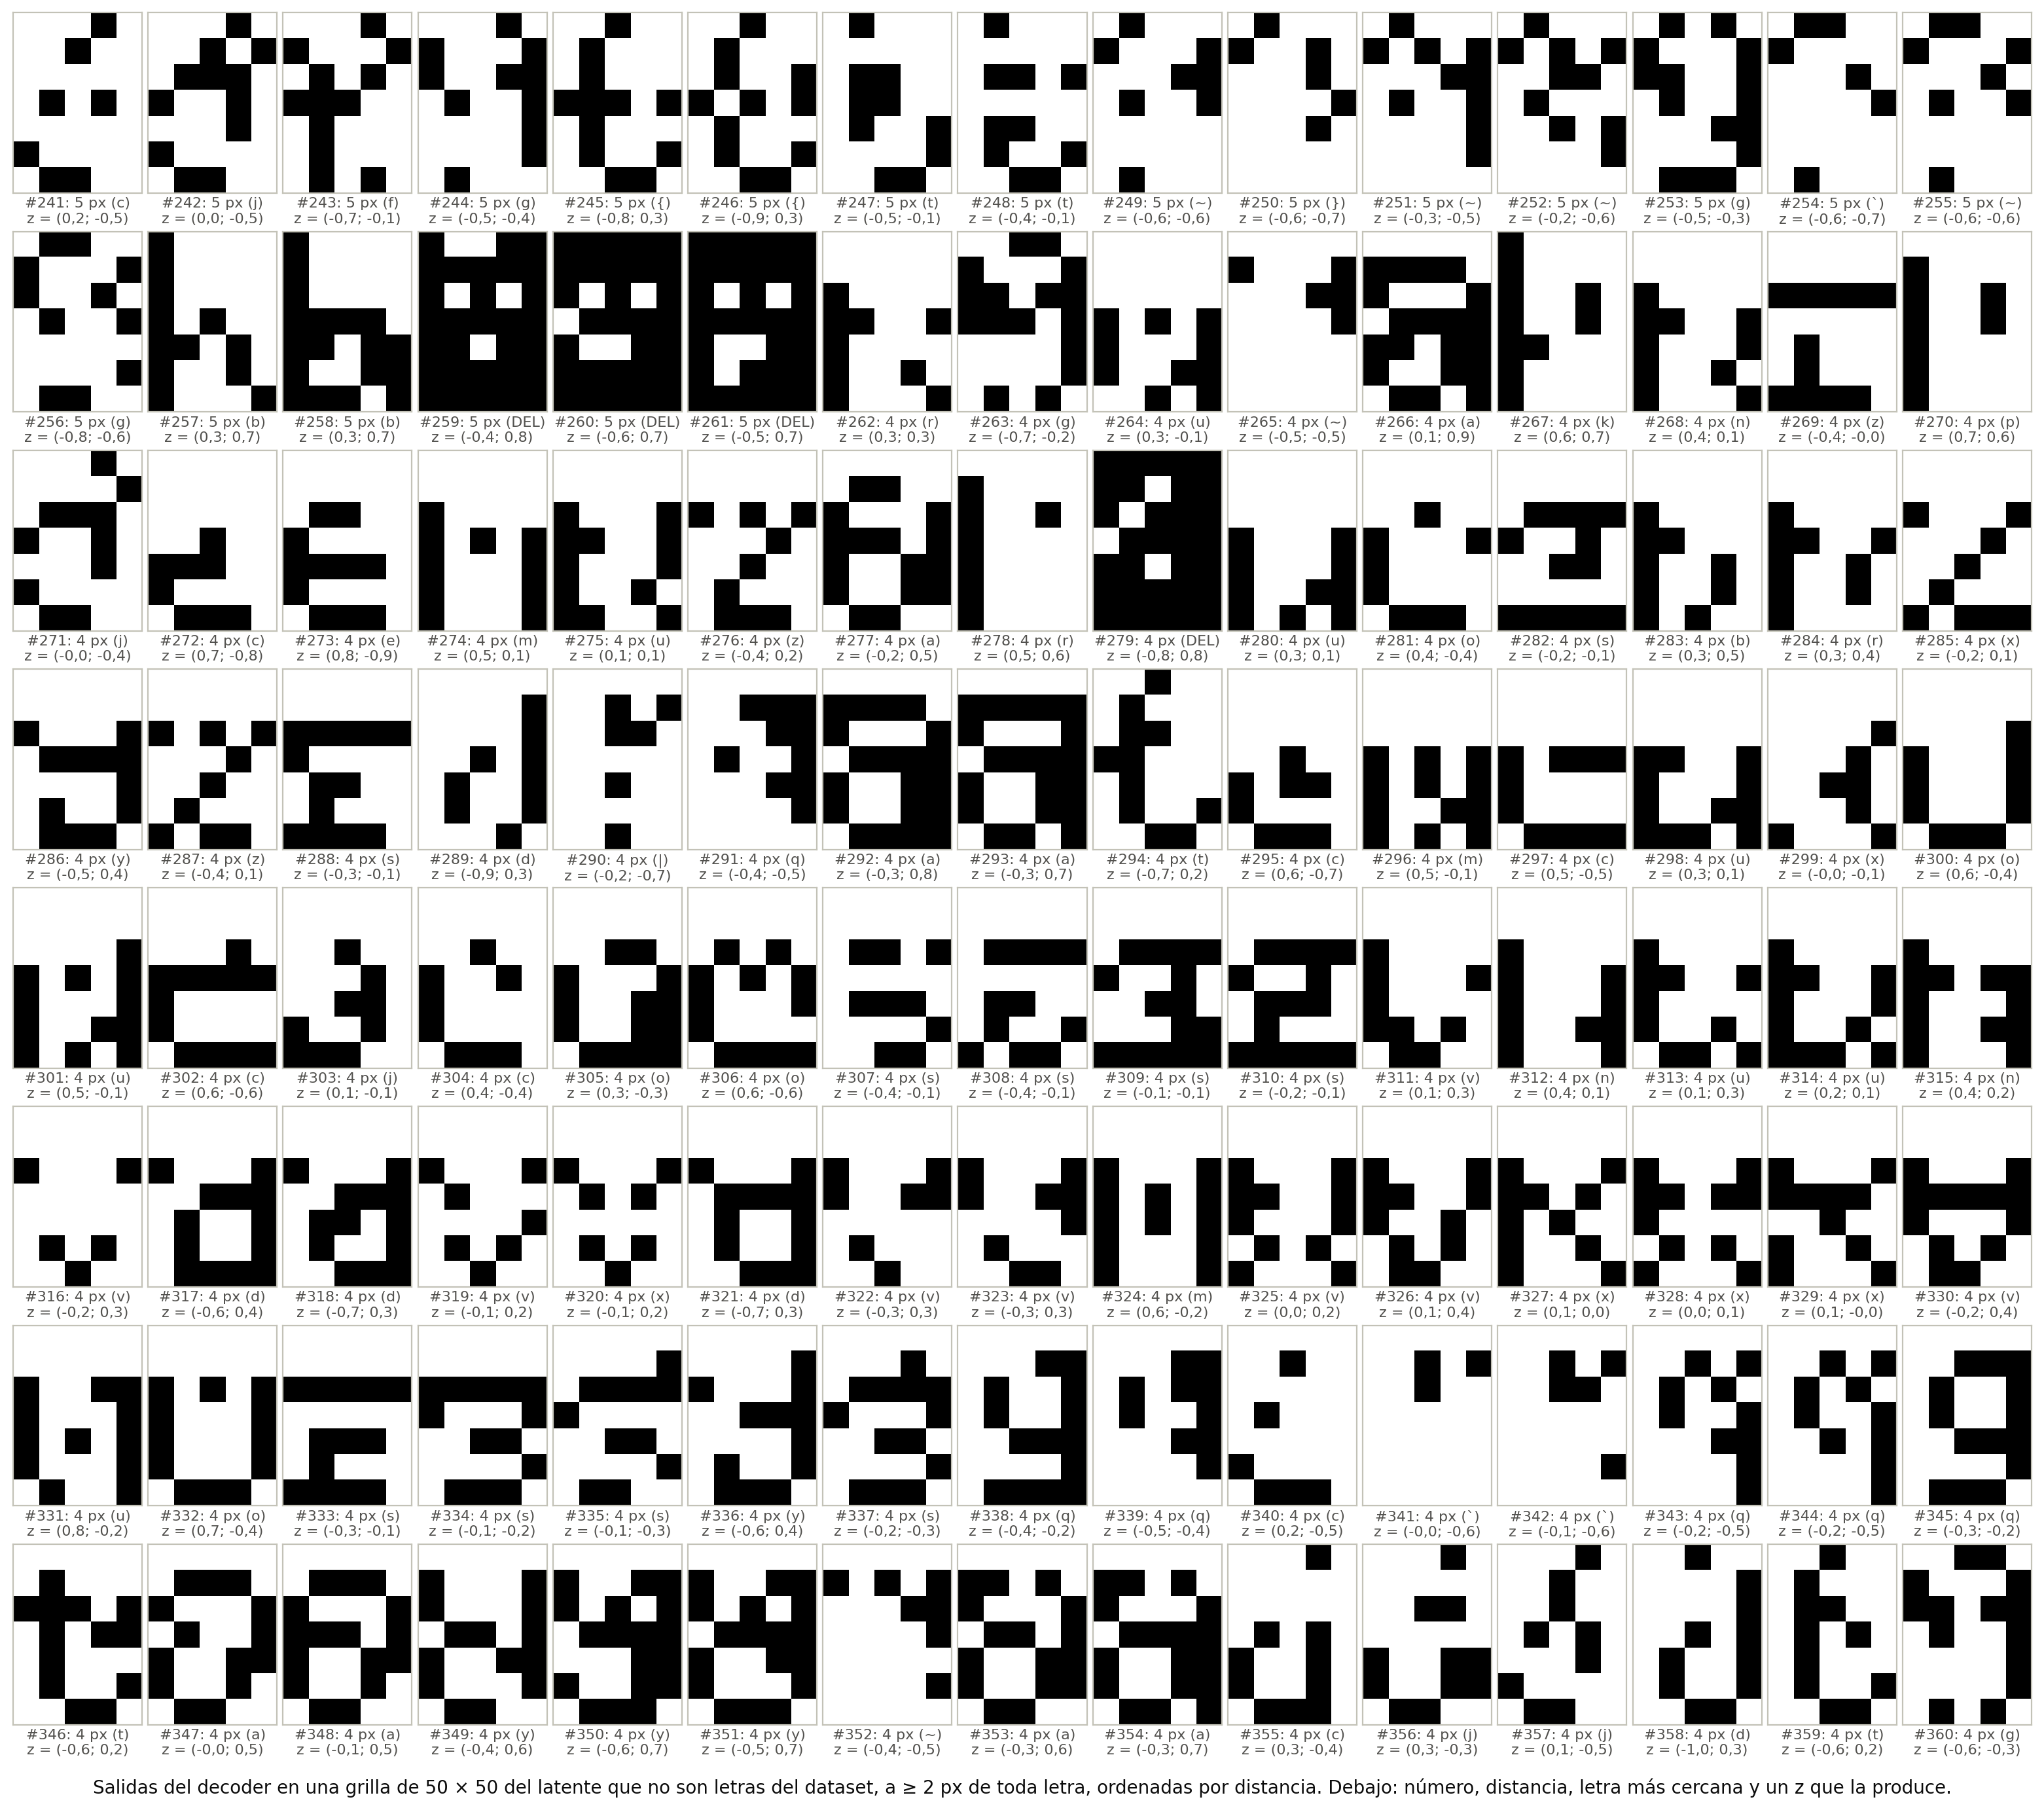 #241: 5 px (c) #242: 5 px (j) #243: 5 px (f) #244: 5 px (g) #245: 5 px ({) #246: 5 px ({) #247: 5 px (t) #248: 5 px (t) #249: 5 px (~) #250: 5 px (}) #251: 5 px (~) #252: 5 px (~) #253: 5 px (g) #254: 5 px (`) #255: 5 px (~)
z = (0,2; -0,5) z = (0,0; -0,5) z = (-0,7; -0,1) z = (-0,5; -0,4) z = (-0,8; 0,3) z = (-0,9; 0,3) z = (-0,5; -0,1) z = (-0,4; -0,1) z = (-0,6; -0,6) z = (-0,6; -0,7) z = (-0,3; -0,5) z = (-0,2; -0,6) z = (-0,5; -0,3) z = (-0,6; -0,7) z = (-0,6; -0,6)
#256: 5 px (g) #257: 5 px (b) #258: 5 px (b) #259: 5 px (DEL) #260: 5 px (DEL) #261: 5 px (DEL) #262: 4 px (r) #263: 4 px (g) #264: 4 px (u) #265: 4 px (~) #266: 4 px (a) #267: 4 px (k) #268: 4 px (n) #269: 4 px (z) #270: 4 px (p)
z = (-0,8; -0,6) z = (0,3; 0,7) z = (0,3; 0,7) z = (-0,4; 0,8) z = (-0,6; 0,7) z = (-0,5; 0,7) z = (0,3; 0,3) z = (-0,7; -0,2) z = (0,3; -0,1) z = (-0,5; -0,5) z = (0,1; 0,9) z = (0,6; 0,7) z = (0,4; 0,1) z = (-0,4; -0,0) z = (0,7; 0,6)
#271: 4 px (j) #272: 4 px (c) #273: 4 px (e) #274: 4 px (m) #275: 4 px (u) #276: 4 px (z) #277: 4 px (a) #278: 4 px (r) #279: 4 px (DEL) #280: 4 px (u) #281: 4 px (o) #282: 4 px (s) #283: 4 px (b) #284: 4 px (r) #285: 4 px (x)
z = (-0,0; -0,4) z = (0,7; -0,8) z = (0,8; -0,9) z = (0,5; 0,1) z = (0,1; 0,1) z = (-0,4; 0,2) z = (-0,2; 0,5) z = (0,5; 0,6) z = (-0,8; 0,8) z = (0,3; 0,1) z = (0,4; -0,4) z = (-0,2; -0,1) z = (0,3; 0,5) z = (0,3; 0,4) z = (-0,2; 0,1)
#286: 4 px (y) #287: 4 px (z) #288: 4 px (s) #289: 4 px (d) #290: 4 px (|) #291: 4 px (q) #292: 4 px (a) #293: 4 px (a) #294: 4 px (t) #295: 4 px (c) #296: 4 px (m) #297: 4 px (c) #298: 4 px (u) #299: 4 px (x) #300: 4 px (o)
z = (-0,5; 0,4) z = (-0,4; 0,1) z = (-0,3; -0,1) z = (-0,9; 0,3) z = (-0,2; -0,7) z = (-0,4; -0,5) z = (-0,3; 0,8) z = (-0,3; 0,7) z = (-0,7; 0,2) z = (0,6; -0,7) z = (0,5; -0,1) z = (0,5; -0,5) z = (0,3; 0,1) z = (-0,0; -0,1) z = (0,6; -0,4)
#301: 4 px (u) #302: 4 px (c) #303: 4 px (j) #304: 4 px (c) #305: 4 px (o) #306: 4 px (o) #307: 4 px (s) #308: 4 px (s) #309: 4 px (s) #310: 4 px (s) #311: 4 px (v) #312: 4 px (n) #313: 4 px (u) #314: 4 px (u) #315: 4 px (n)
z = (0,5; -0,1) z = (0,6; -0,6) z = (0,1; -0,1) z = (0,4; -0,4) z = (0,3; -0,3) z = (0,6; -0,6) z = (-0,4; -0,1) z = (-0,4; -0,1) z = (-0,1; -0,1) z = (-0,2; -0,1) z = (0,1; 0,3) z = (0,4; 0,1) z = (0,1; 0,3) z = (0,2; 0,1) z = (0,4; 0,2)
#316: 4 px (v) #317: 4 px (d) #318: 4 px (d) #319: 4 px (v) #320: 4 px (x) #321: 4 px (d) #322: 4 px (v) #323: 4 px (v) #324: 4 px (m) #325: 4 px (v) #326: 4 px (v) #327: 4 px (x) #328: 4 px (x) #329: 4 px (x) #330: 4 px (v)
z = (-0,2; 0,3) z = (-0,6; 0,4) z = (-0,7; 0,3) z = (-0,1; 0,2) z = (-0,1; 0,2) z = (-0,7; 0,3) z = (-0,3; 0,3) z = (-0,3; 0,3) z = (0,6; -0,2) z = (0,0; 0,2) z = (0,1; 0,4) z = (0,1; 0,0) z = (0,0; 0,1) z = (0,1; -0,0) z = (-0,2; 0,4)
#331: 4 px (u) #332: 4 px (o) #333: 4 px (s) #334: 4 px (s) #335: 4 px (s) #336: 4 px (y) #337: 4 px (s) #338: 4 px (q) #339: 4 px (q) #340: 4 px (c) #341: 4 px (`) #342: 4 px (`) #343: 4 px (q) #344: 4 px (q) #345: 4 px (q)
z = (0,8; -0,2) z = (0,7; -0,4) z = (-0,3; -0,1) z = (-0,1; -0,2) z = (-0,1; -0,3) z = (-0,6; 0,4) z = (-0,2; -0,3) z = (-0,4; -0,2) z = (-0,5; -0,4) z = (0,2; -0,5) z = (-0,0; -0,6) z = (-0,1; -0,6) z = (-0,2; -0,5) z = (-0,2; -0,5) z = (-0,3; -0,2)
#346: 4 px (t) #347: 4 px (a) #348: 4 px (a) #349: 4 px (y) #350: 4 px (y) #351: 4 px (y) #352: 4 px (~) #353: 4 px (a) #354: 4 px (a) #355: 4 px (c) #356: 4 px (j) #357: 4 px (j) #358: 4 px (d) #359: 4 px (t) #360: 4 px (g)
z = (-0,6; 0,2) z = (-0,0; 0,5) z = (-0,1; 0,5) z = (-0,4; 0,6) z = (-0,6; 0,7) z = (-0,5; 0,7) z = (-0,4; -0,5) z = (-0,3; 0,6) z = (-0,3; 0,7) z = (0,3; -0,4) z = (0,3; -0,3) z = (0,1; -0,5) z = (-1,0; 0,3) z = (-0,6; 0,2) z = (-0,6; -0,3)
Salidas del decoder en una grilla de 50 × 50 del latente que no son letras del dataset, a ≥ 2 px de toda letra, ordenadas por distancia. Debajo: número, distancia, letra más cercana y un z que la produce.